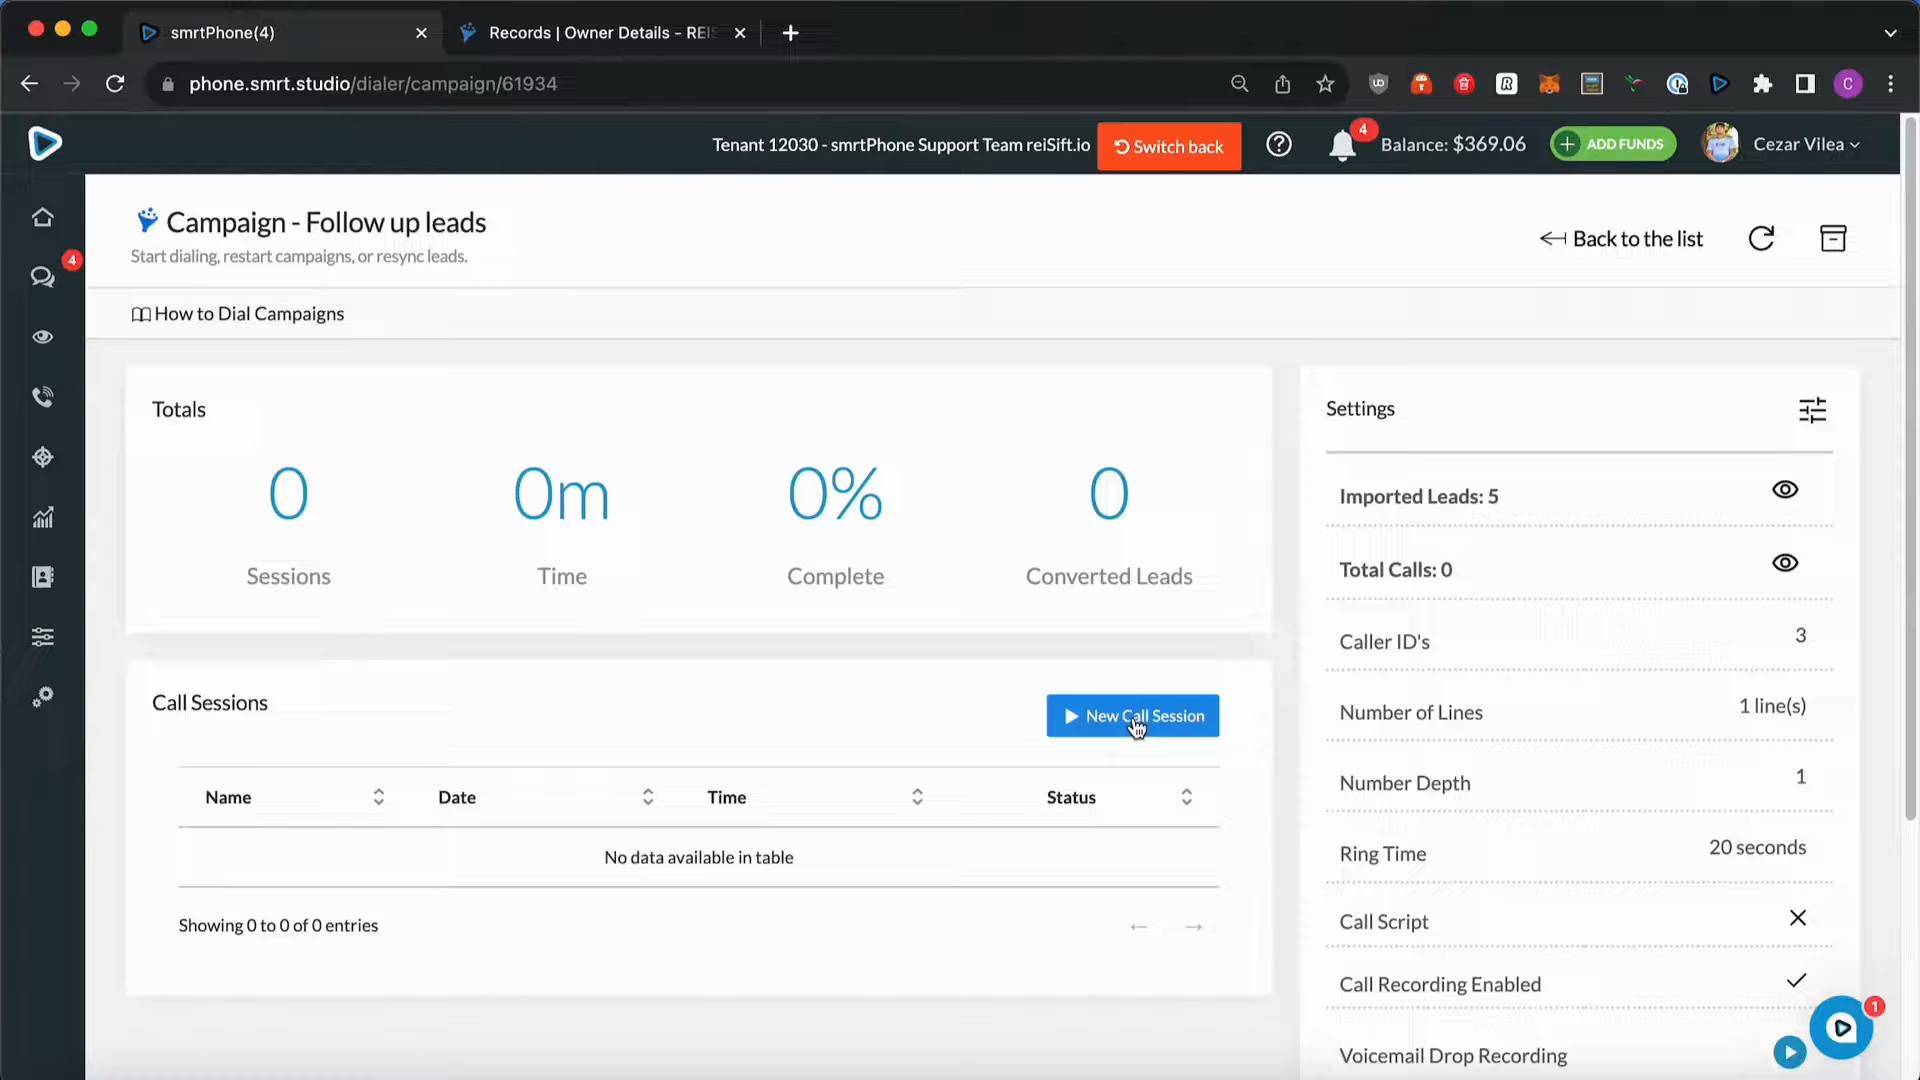 smrtPhone(4)
Records | Owner Details - REIS
phone.smrt.studio/dialer/campaign/61934
Tenant 12030 - smrtPhone Support Team reiSift.io
Switch back
4
Balance: $369.06
ADD FUNDS
Cezar Vilea
C
Campaign - Follow up leads
Start dialing, restart campaigns, or resync leads.
Back to the list
4
How to Dial Campaigns
Totals
0
0m
0%
0
Sessions
Time
Complete
Converted Leads
Call Sessions
New Call Session
Name
Date
Time
Status
No data available in table
Showing 0 to 0 of 0 entries
Settings
Imported Leads: 5
Total Calls: 0
Caller ID's 3
Number of Lines 1 line(s)
Number Depth 1
Ring Time 20 seconds
Call Script
Call Recording Enabled
Voicemail Drop Recording
1